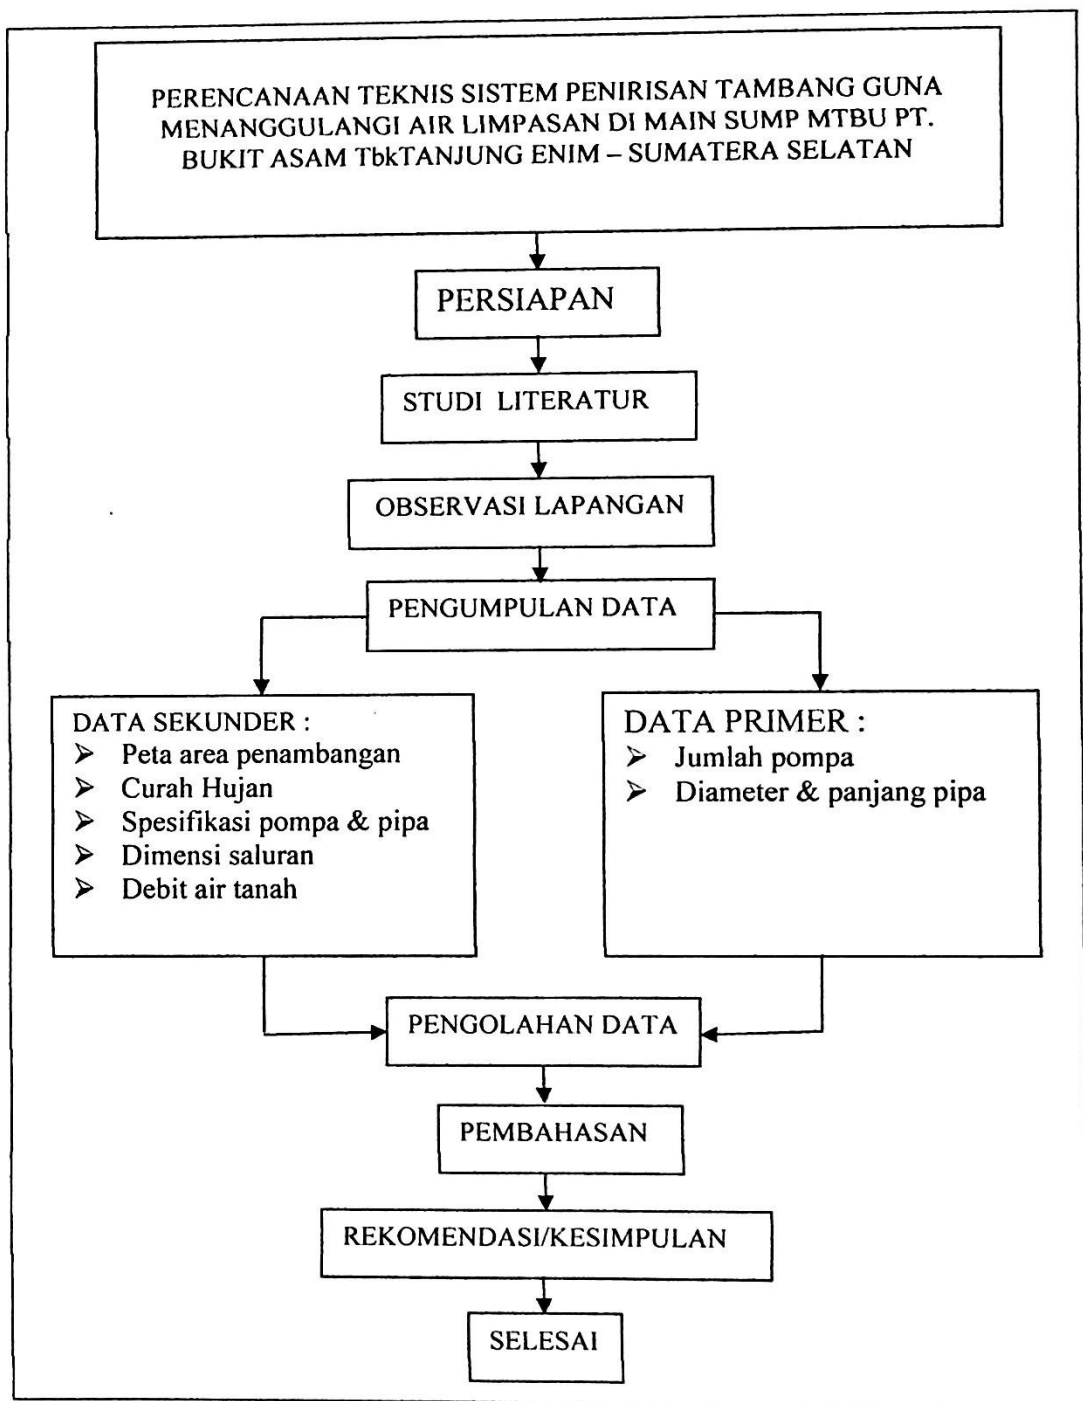 PERENCANAAN TEKNIS SISTEM PENIRISAN TAMBANG GUNA
MENANGGULANGI AIR LIMPASAN DI MAIN SUMP MTBU PT.
BUKIT ASAM TbkTANJUNG ENIM – SUMATERA SELATAN
PERSIAPAN
STUDI LITERATUR
OBSERVASI LAPANGAN
PENGUMPULAN DATA
DATA SEKUNDER :
➢ Peta area penambangan
➢ Curah Hujan
➢ Spesifikasi pompa & pipa
➢ Dimensi saluran
➢ Debit air tanah
DATA PRIMER :
➢ Jumlah pompa
➢ Diameter & panjang pipa
PENGOLAHAN DATA
PEMBAHASAN
REKOMENDASI/KESIMPULAN
SELESAI